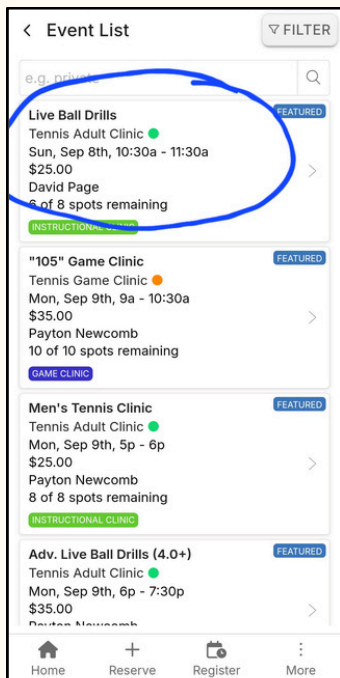 Event List
FILTER
e.g. private
Live Ball Drills
FEATURED
Tennis Adult Clinic
Sun, Sep 8th, 10:30a - 11:30a
$25.00
David Page
6 of 8 spots remaining
INSTRUCTIONAL CLINIC
"105" Game Clinic
FEATURED
Tennis Game Clinic
Mon, Sep 9th, 9a - 10:30a
$35.00
Payton Newcomb
10 of 10 spots remaining
GAME CLINIC
Men's Tennis Clinic
FEATURED
Tennis Adult Clinic
Mon, Sep 9th, 5p - 6p
$25.00
Payton Newcomb
8 of 8 spots remaining
INSTRUCTIONAL CLINIC
Adv. Live Ball Drills (4.0+)
FEATURED
Tennis Adult Clinic
Mon, Sep 9th, 6p - 7:30p
$35.00
Payton Newcomb
Home
Reserve
Register
More